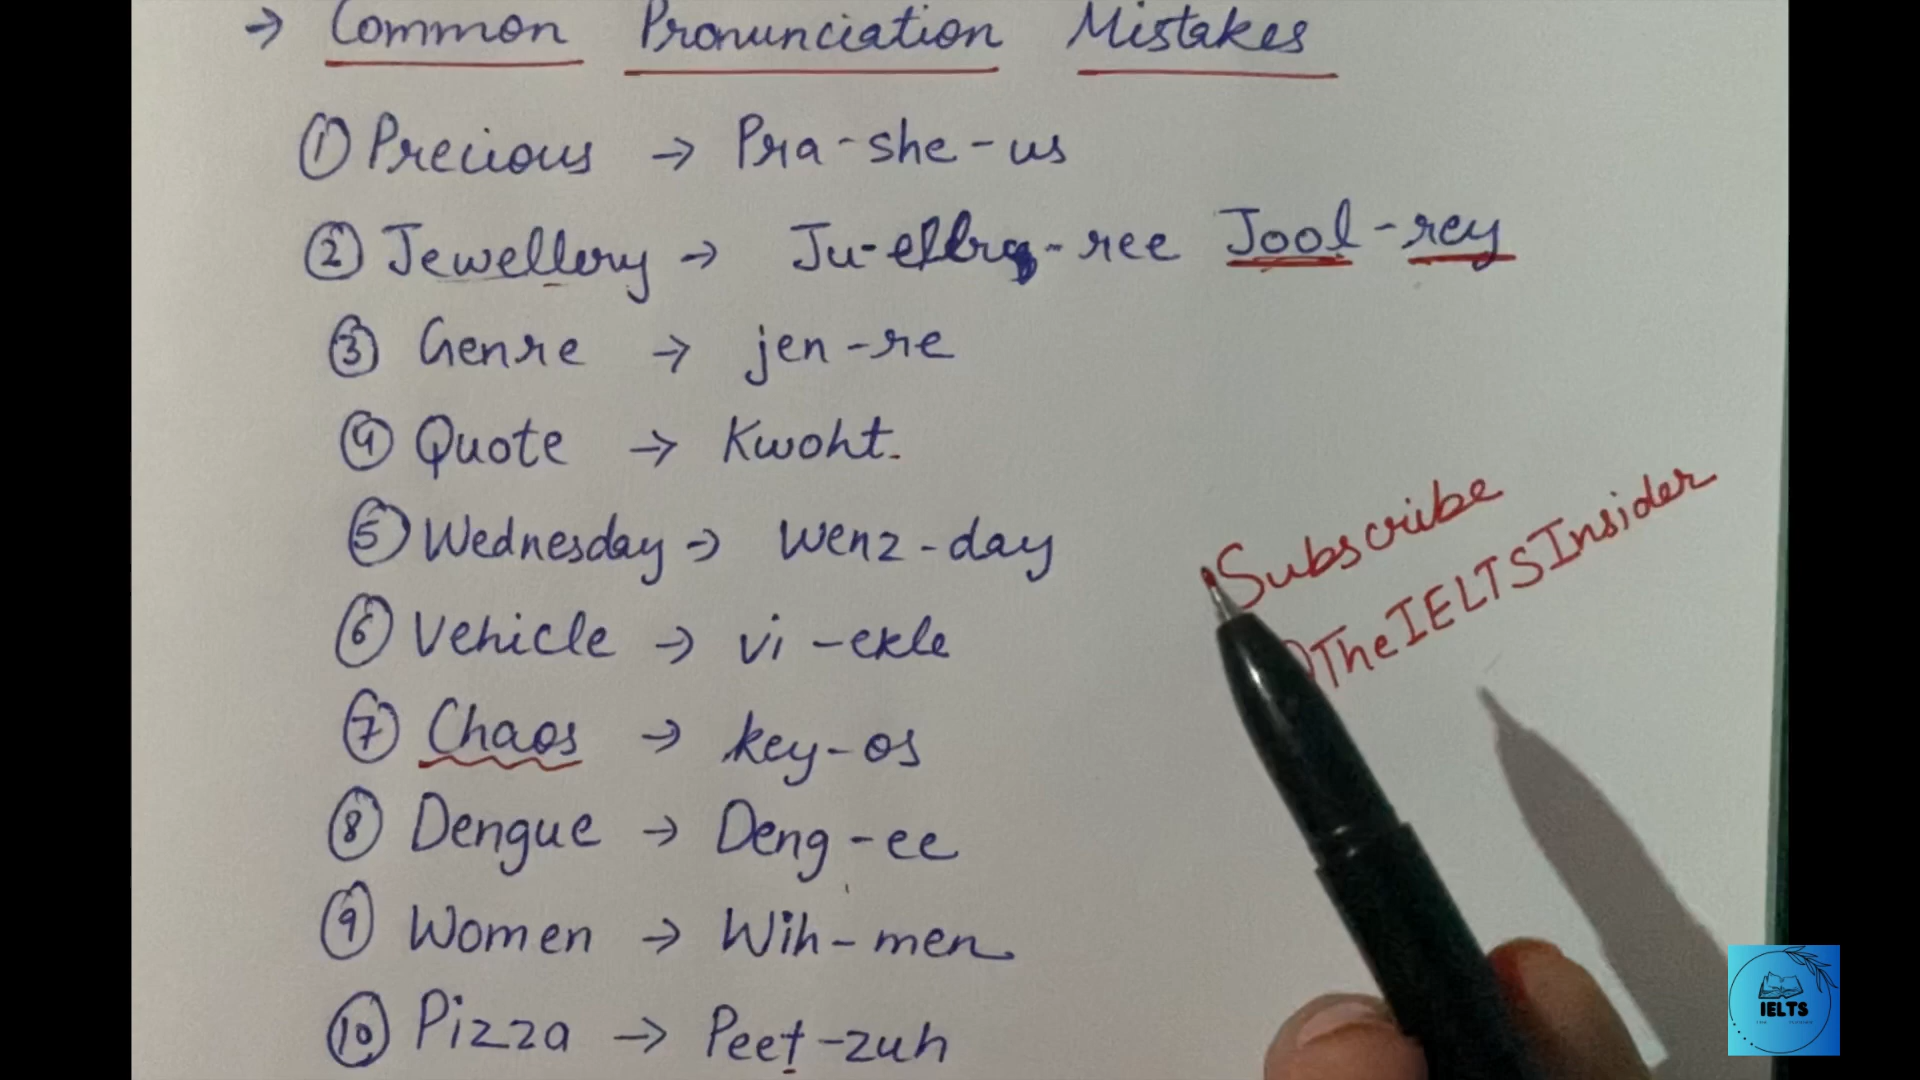 → Common Pronunciation Mistakes
① Precious → Pra-she-us
② Jewellery → Ju- -ree Jool-rey
③ Genre → jen-re
④ Quote → Kwoht.
⑤ Wednesday → wenz-day
⑥ Vehicle → vi-ekle
⑦ Chaos → key-os
⑧ Dengue → Deng-ee
⑨ Women → Wih-men
⑩ Pizza → Peet-zuh
Subscribe
@TheIELTSInsider
IELTS